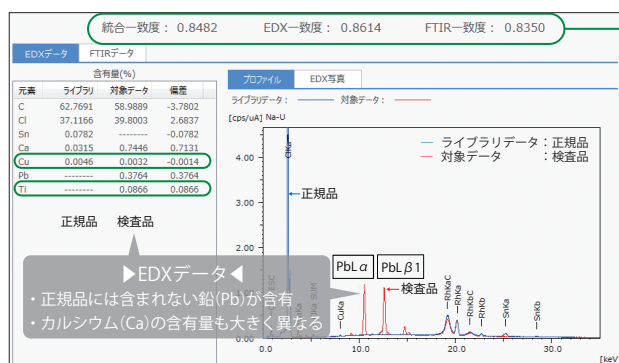 統合一致度： 0.8482 EDX一致度： 0.8614 FTIR一致度： 0.8350
EDXデータ FTIRデータ
含有量(%)
元素 ライブラリ 対象データ 偏差
C 62.7691 58.9889 -3.7802
Cl 37.1166 39.8003 2.6837
Sn 0.0782 -------- -0.0782
Ca 0.0315 0.7446 0.7131
Cu 0.0046 0.0032 -0.0014
Pb -------- 0.3764 0.3764
Ti -------- 0.0866 0.0866
正規品 検査品
プロファイル EDX写真
ライブラリデータ： 対象データ：
[cps/uA] Na-U
ライブラリデータ：正規品
対象データ ：検査品
4.00
3.00
2.00
0.00
ClKa
正規品
PbLα PbLβ1
検査品
CuKa
RhKaC
RhKa
RhKbC
RhKb
SnKa
SnKb
0.0 10.0 20.0 30.0
[keV]
▶EDXデータ◀
・正規品には含まれない鉛(Pb)が含有
・カルシウム(Ca)の含有量も大きく異なる